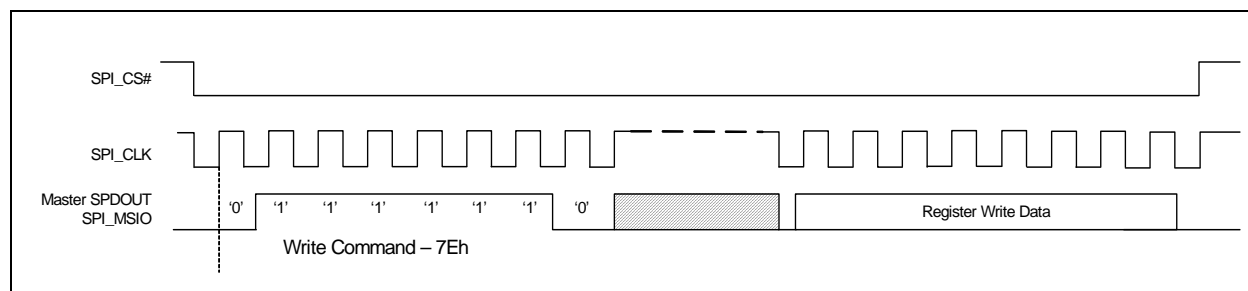 SPI_CS#
SPI_CLK
Master SPDOUT
SPI_MSIO
‘0’ ‘1’ ‘1’ ‘1’ ‘1’ ‘1’ ‘1’ ‘0’
Register Write Data
Write Command – 7Eh